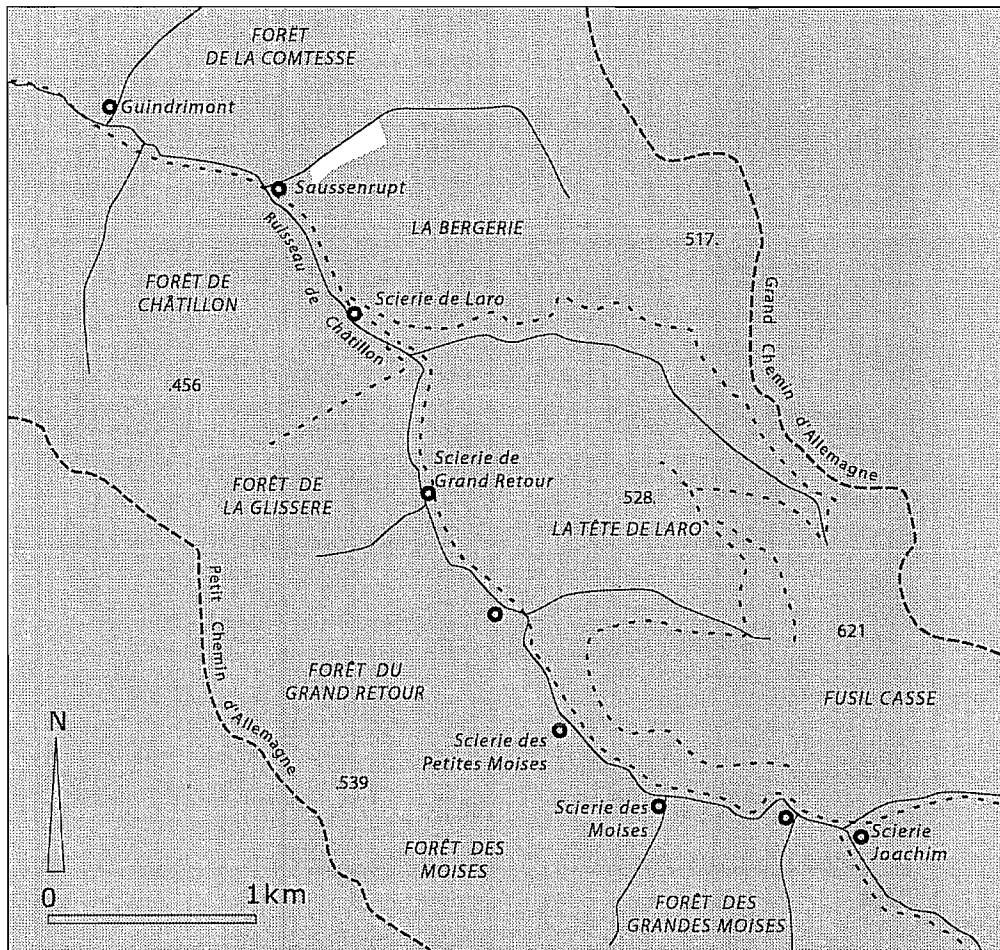 FORÊT
DE LA COMTESSE
Guindrimont
Saussenrupt
LA BERGERIE
517.
Ruisseau de Châtillon
FORÊT DE
CHÂTILLON
Scierie de Laro
Grand Chemin d'Allemagne
.456
Scierie de
Grand Retour
FORÊT DE
LA GLISSERE
528.
LA TÊTE DE LARO
Petit Chemin d'Allemagne
621
FORÊT DU
GRAND RETOUR
FUSIL CASSE
N
Scierie des
Petites Moises
.539
Scierie des
Moises
Scierie
Joachim
FORÊT DES
MOISES
0 1km
FORÊT DES
GRANDES MOISES